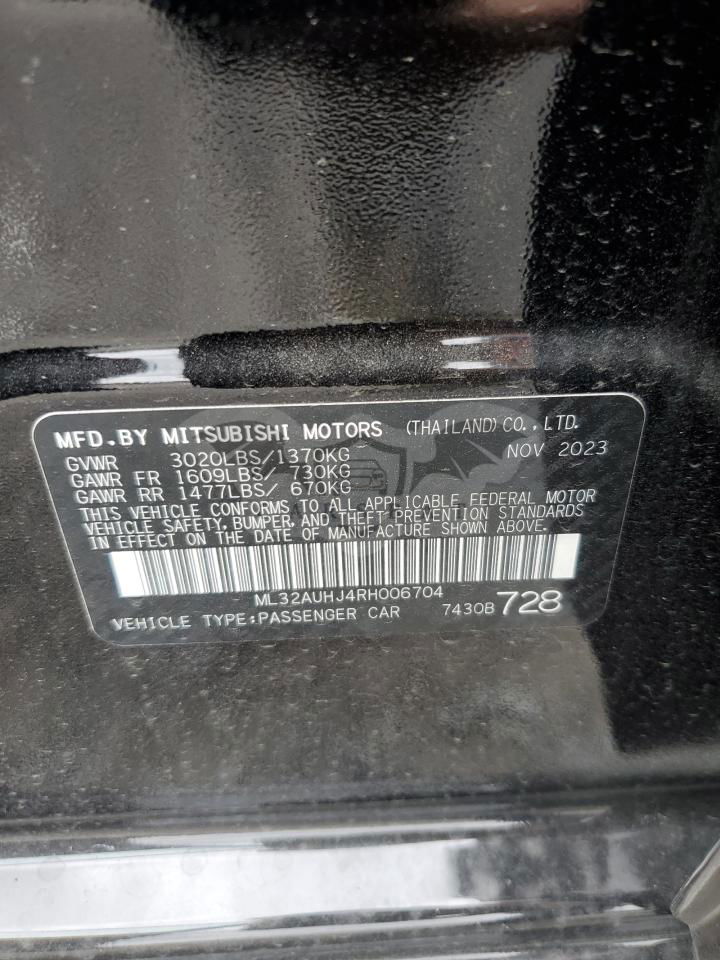 MFD.BY MITSUBISHI MOTORS (THAILAND) CO.,LTD.
GVWR 3020LBS/1370KG NOV 2023
GAWR FR 1609LBS/ 730KG
GAWR RR 1477LBS/ 670KG
THIS VEHICLE CONFORMS TO ALL APPLICABLE FEDERAL MOTOR
VEHICLE SAFETY, BUMPER, AND THEFT PREVENTION STANDARDS
IN EFFECT ON THE DATE OF MANUFACTURE SHOWN ABOVE.
ML32AUHJ4RH006704
VEHICLE TYPE:PASSENGER CAR 7430B 728